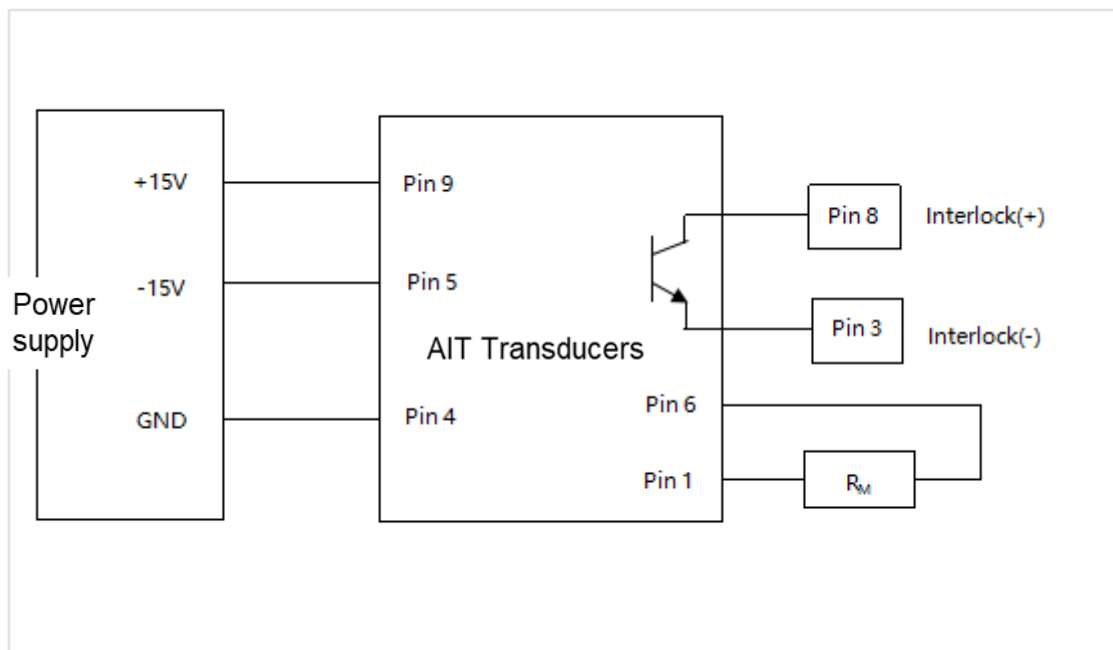 +15V
Pin 9
Pin 8
Interlock(+)
-15V
Pin 5
Power
supply
Pin 3
Interlock(-)
AIT Transducers
GND
Pin 4
Pin 6
Pin 1
RM